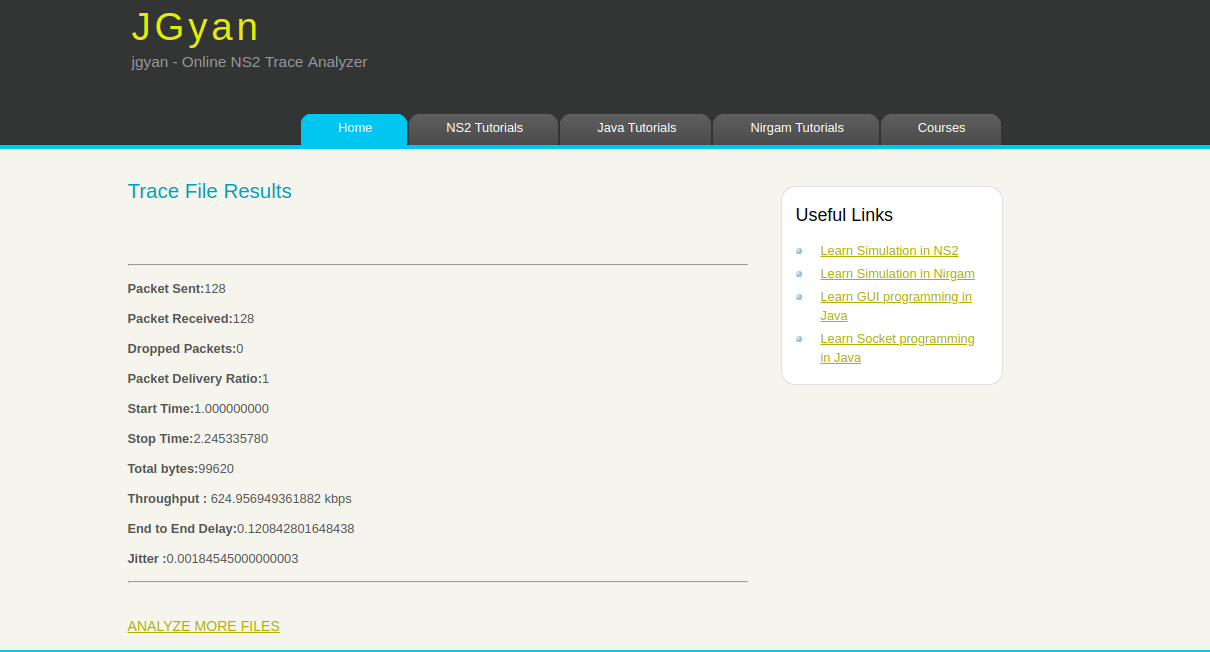 JGyan
jgyan - Online NS2 Trace Analyzer
Home NS2 Tutorials Java Tutorials Nirgam Tutorials Courses
Trace File Results
Packet Sent:128
Packet Received:128
Dropped Packets:0
Packet Delivery Ratio:1
Start Time:1.000000000
Stop Time:2.245335780
Total bytes:99620
Throughput : 624.956949361882 kbps
End to End Delay:0.120842801648438
Jitter :0.00184545000000003
ANALYZE MORE FILES
Useful Links
Learn Simulation in NS2
Learn Simulation in Nirgam
Learn GUI programming in
Java
Learn Socket programming
in Java